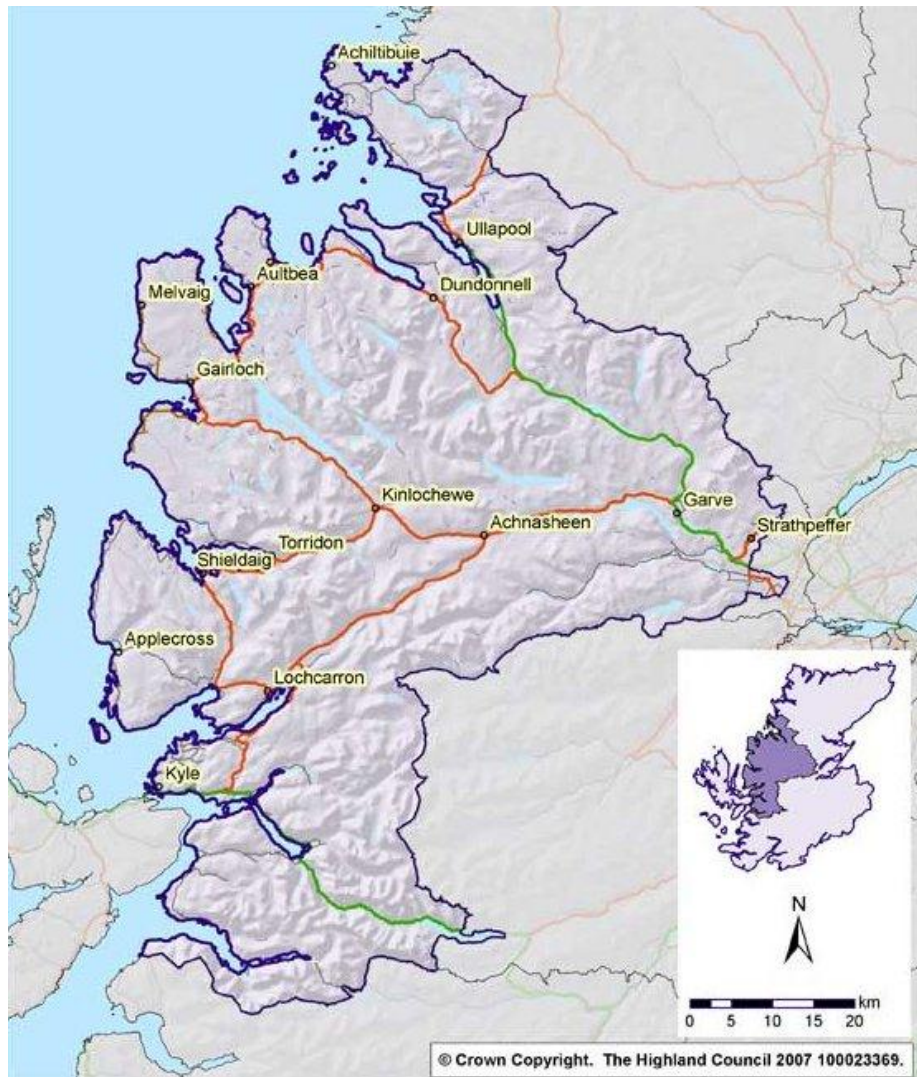 Achiltibuie
Ullapool
Aultbea
Dundonnell
Melvaig
Gairloch
Kinlochewe
Garve
Achnasheen
Strathpeffer
Torridon
Shieldaig
Applecross
Lochcarron
Kyle
N
km
0 5 10 20
© Crown Copyright. The Highland Council 2007 100023369.